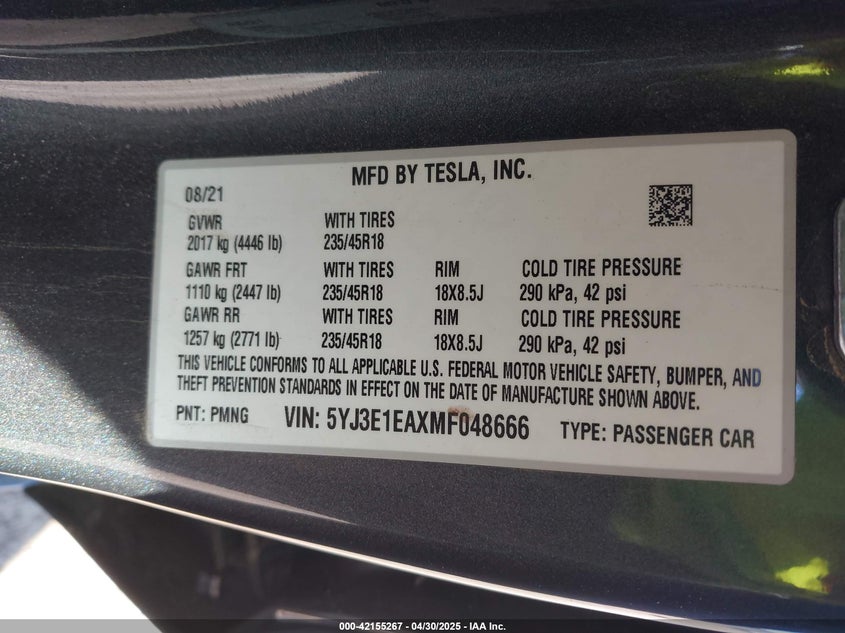 MFD BY TESLA, INC.
08/21
GVWR WITH TIRES
2017 kg (4446 lb) 235/45R18
GAWR FRT WITH TIRES RIM COLD TIRE PRESSURE
1110 kg (2447 lb) 235/45R18 18X8.5J 290 kPa, 42 psi
GAWR RR WITH TIRES RIM COLD TIRE PRESSURE
1257 kg (2771 lb) 235/45R18 18X8.5J 290 kPa, 42 psi
THIS VEHICLE CONFORMS TO ALL APPLICABLE U.S. FEDERAL MOTOR VEHICLE SAFETY, BUMPER, AND
THEFT PREVENTION STANDARDS IN EFFECT ON THE DATE OF MANUFACTURE SHOWN ABOVE.
PNT: PMNG VIN: 5YJ3E1EAXMF048666 TYPE: PASSENGER CAR
000-42155267 - 04/30/2025 - IAA Inc.